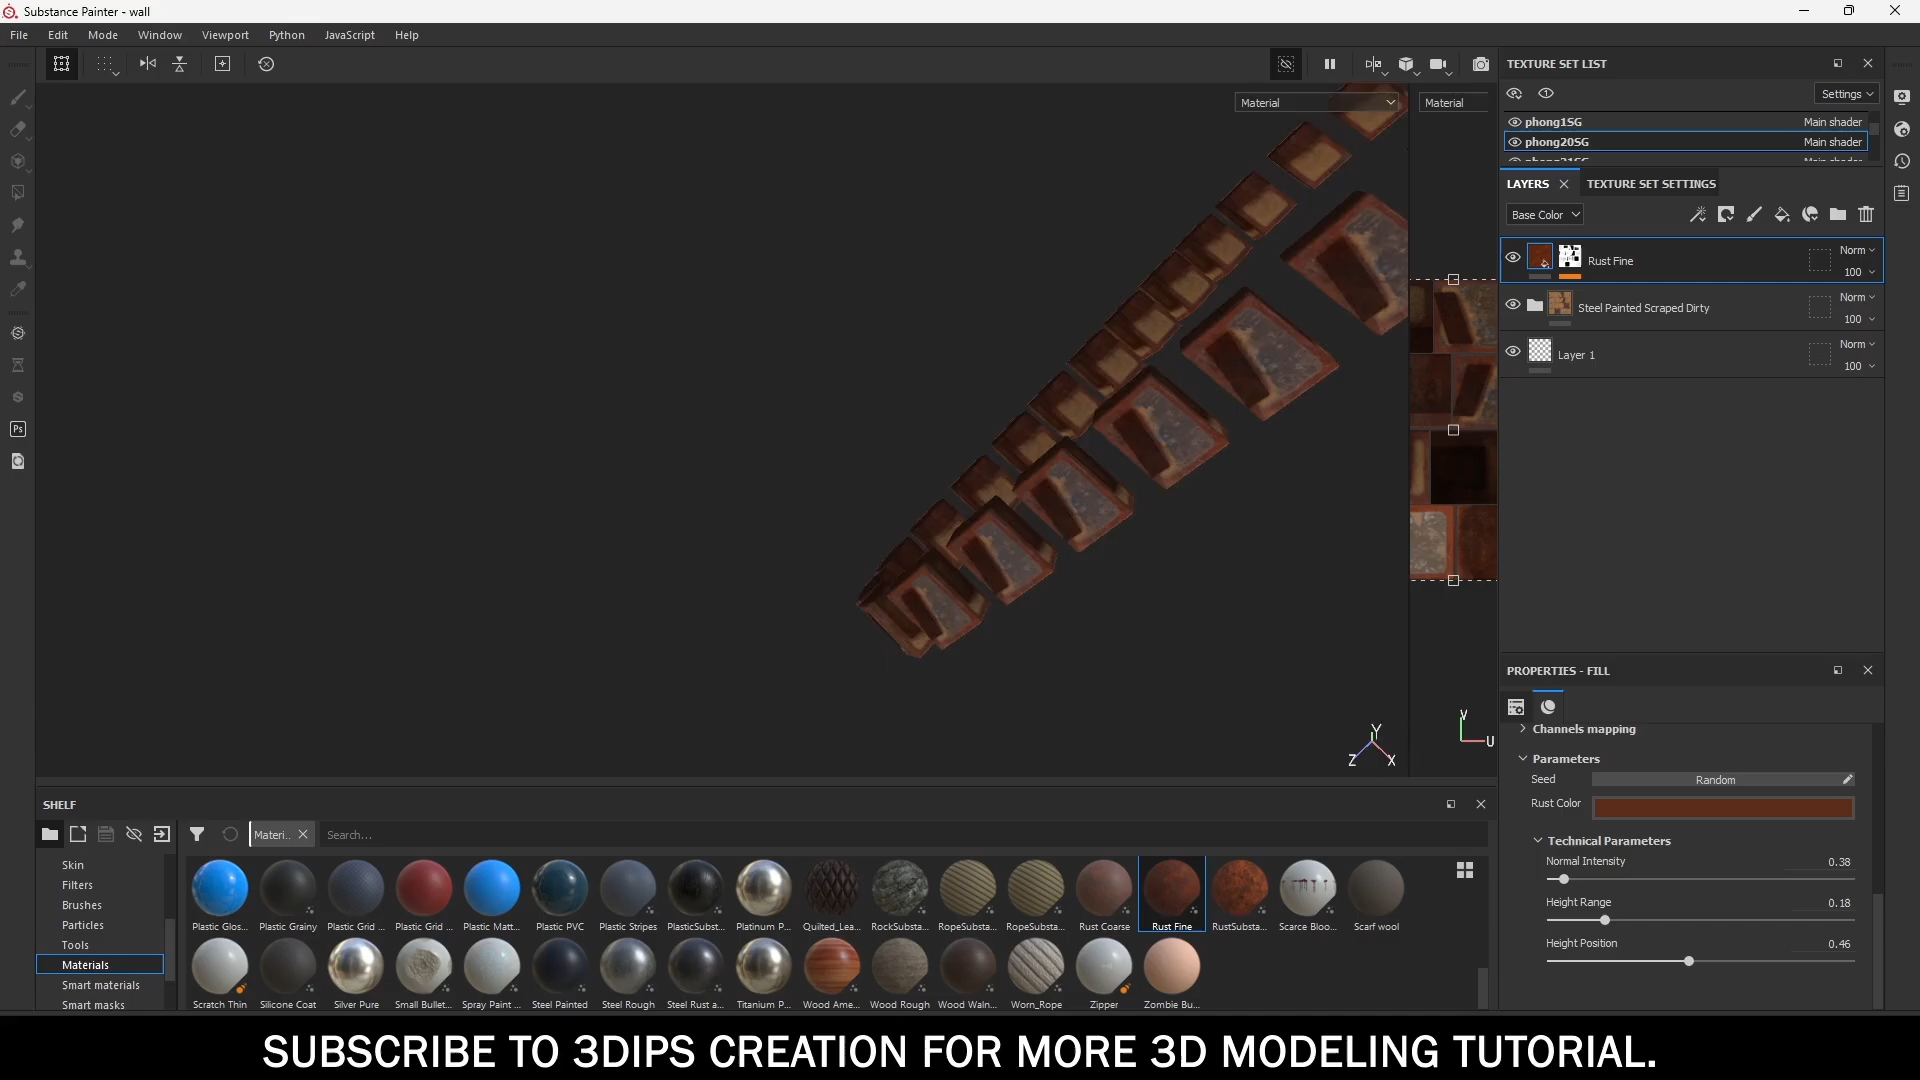 Substance Painter - wall
File Edit Mode Window Viewport Python JavaScript Help
Material
Material
TEXTURE SET LIST
Settings
phong1SG Main shader
phong20SG Main shader
LAYERS
TEXTURE SET SETTINGS
Base Color
Rust Fine
Norm
100
Steel Painted Scraped Dirty
Norm
100
Layer 1
Norm
100
Ps
Y
Z X
V
U
PROPERTIES - FILL
Channels mapping
Parameters
Seed Random
Rust Color
Technical Parameters
Normal Intensity 0.38
Height Range 0.18
Height Position 0.46
SHELF
Materi..
Search...
Skin
Filters
Brushes
Particles
Tools
Materials
Smart materials
Smart masks
Plastic Glos... Plastic Grainy Plastic Grid ... Plastic Grid ... Plastic Matt... Plastic PVC Plastic Stripes PlasticSubst... Platinum P... Quilted_Lea... RockSubsta... RopeSubsta... RopeSubsta... Rust Coarse Rust Fine RustSubsta... Scarce Bloo... Scarf wool
Scratch Thin Silicone Coat Silver Pure Small Bullet... Spray Paint ... Steel Painted Steel Rough Steel Rust a... Titanium P... Wood Ame... Wood Rough Wood Waln... Worn_Rope Zipper Zombie Bu...
SUBSCRIBE TO 3DIPS CREATION FOR MORE 3D MODELING TUTORIAL.